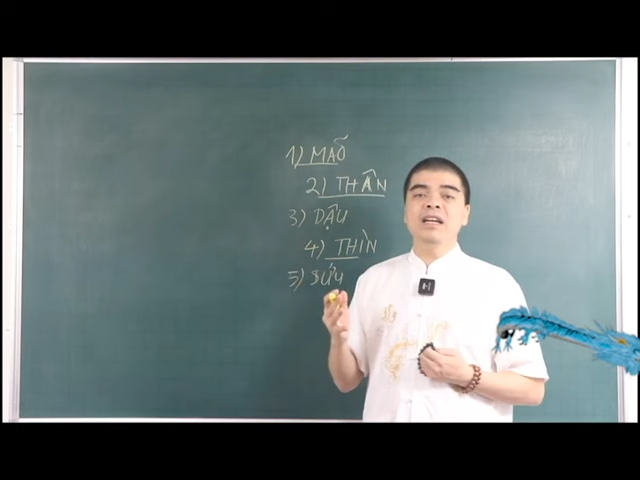 1) MÃO
2) THÂN
3) DẬU
4) THÌN
5) SỬU